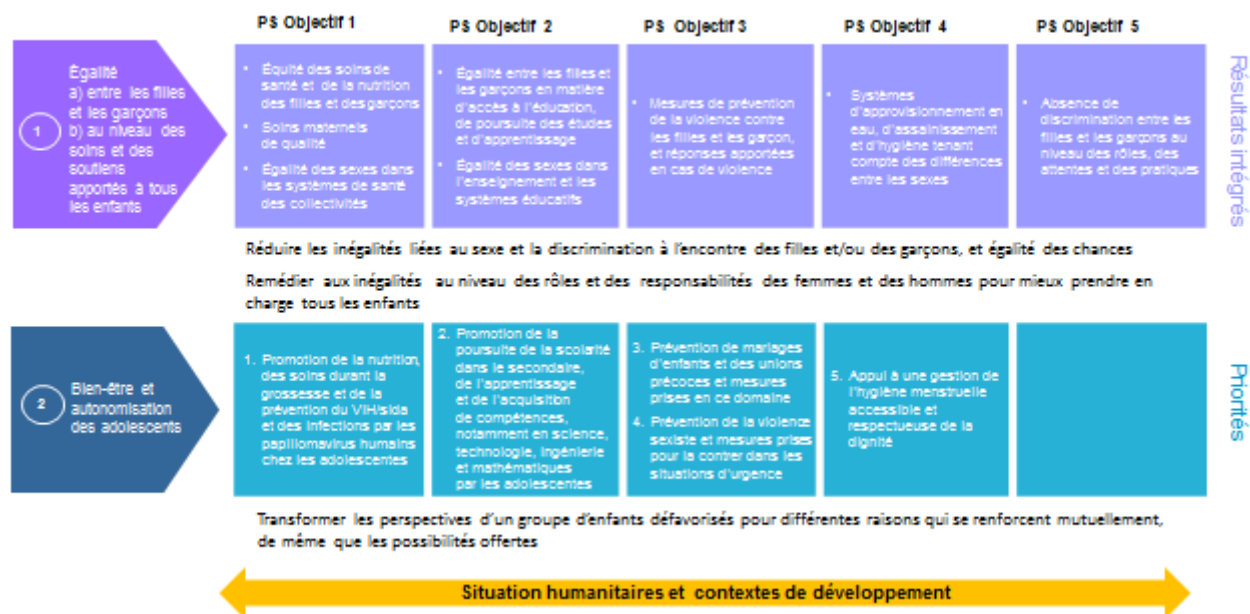 PS Objectif 1
PS Objectif 2
PS Objectif 3
PS Objectif 4
PS Objectif 5
1
Égalité
a) entre les filles
et les garçons
b) au niveau des
soins et des
soutiens
apportés à tous
les enfants
• Équité des soins de
santé et de la nutrition
des filles et des garçons
• Soins maternels
de qualité
• Égalité des sexes dans
les systèmes de santé
des collectivités
• Égalité entre les filles et
les garçons en matière
d'accès à l'éducation,
de poursuite des études
et d'apprentissage
• Égalité des sexes dans
l'enseignement et les
systèmes éducatifs
• Mesures de prévention
de la violence contre
les filles et les garçon,
et réponses apportées
en cas de violence
• Systèmes
d'approvisionnement en
eau, d'assainissement
et d'hygiène tenant
compte des différences
entre les sexes
• Absence de
discrimination entre les
filles et les garçons au
niveau des rôles, des
attentes et des pratiques
Résultats intégrés
Réduire les inégalités liées au sexe et la discrimination à l'encontre des filles et/ou des garçons, et égalité des chances
Remédier aux inégalités au niveau des rôles et des responsabilités des femmes et des hommes pour mieux prendre en
charge tous les enfants
2
Bien-être et
autonomisation
des adolescents
1. Promotion de la nutrition,
des soins durant la
grossesse et de la
prévention du VIH/sida
et des infections par les
papillomavirus humains
chez les adolescentes
2. Promotion de la
poursuite de la scolarité
dans le secondaire,
de l'apprentissage
et de l'acquisition
de compétences,
notamment en science,
technologie, ingénierie
et mathématiques
par les adolescentes
3. Prévention de mariages
d'enfants et des unions
précoces et mesures
prises en ce domaine
4. Prévention de la violence
sexiste et mesures prises
pour la contrer dans les
situations d'urgence
5. Appui à une gestion de
l'hygiène menstruelle
accessible et
respectueuse de la
dignité
Priorités
Transformer les perspectives d'un groupe d'enfants défavorisés pour différentes raisons qui se renforcent mutuellement,
de même que les possibilités offertes
Situation humanitaires et contextes de développement